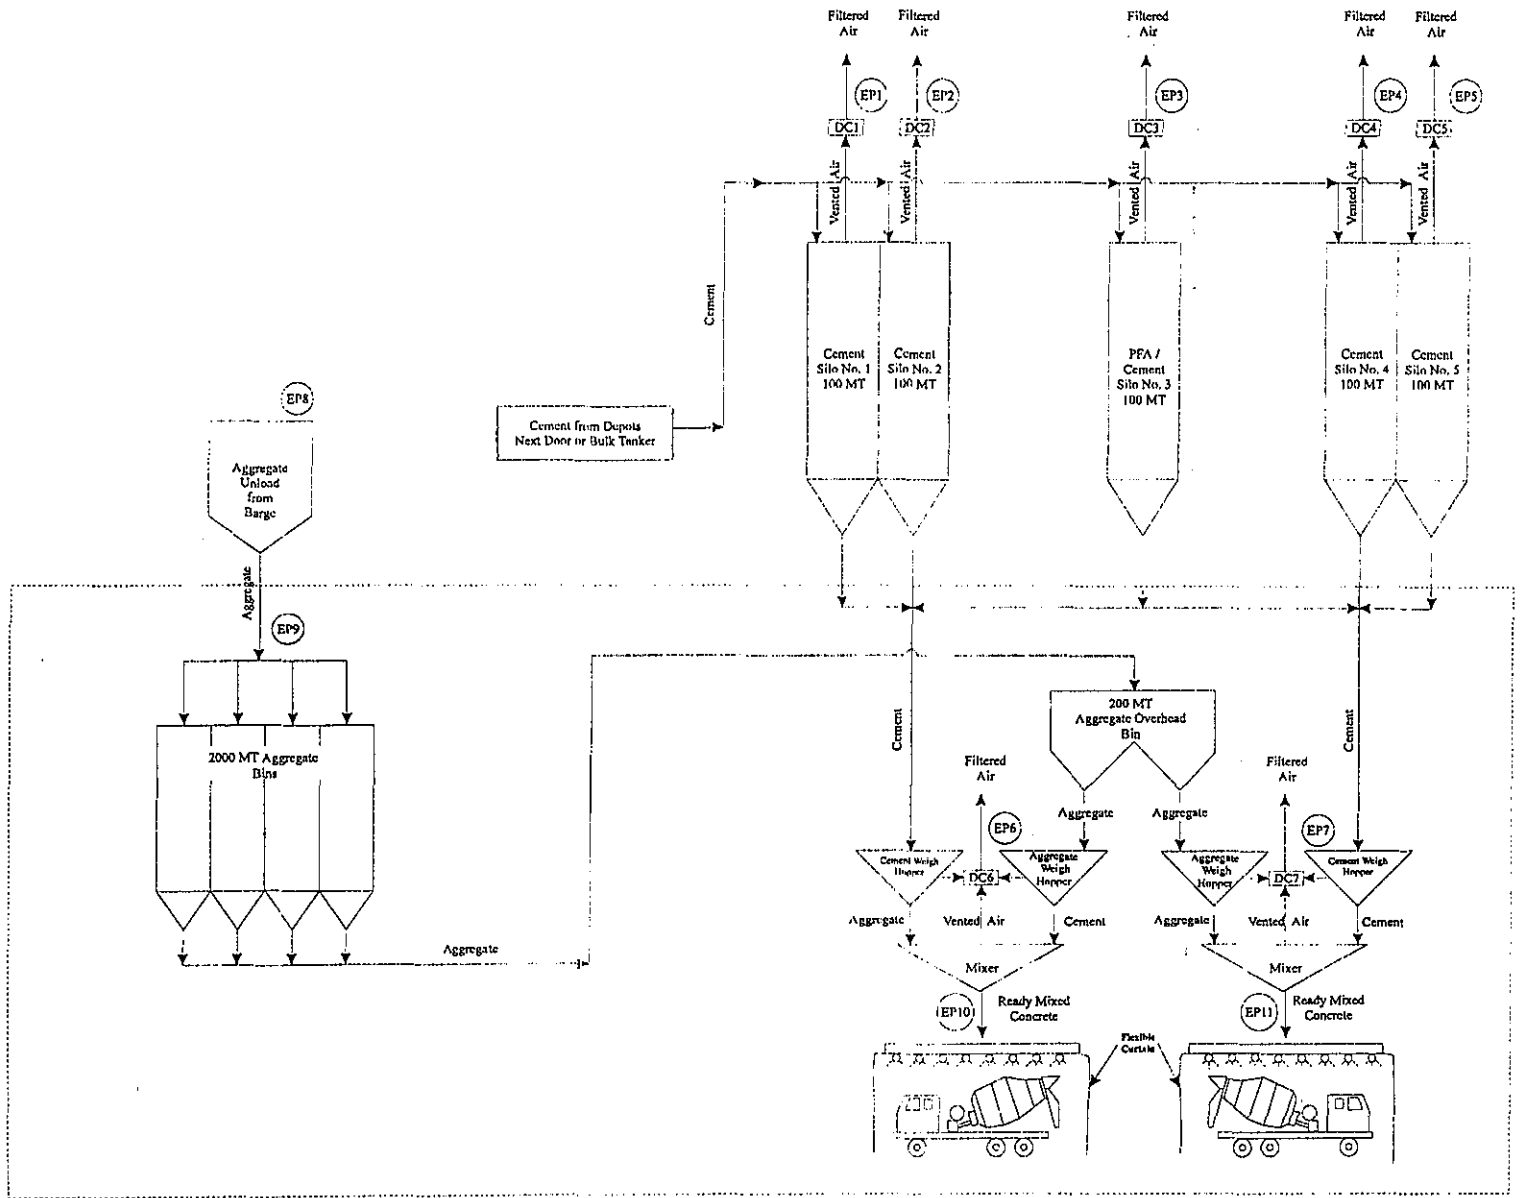 Filtered
Air
Filtered
Air
Filtered
Air
Filtered
Air
Filtered
Air
EP1
EP2
EP3
EP4
EP5
DC1
DC2
DC3
DC4
DC5
Vented Air
Vented Air
Vented Air
Vented Air
Vented Air
Cement
Cement
Silo No. 1
100 MT
Cement
Silo No. 2
100 MT
PFA /
Cement
Silo No. 3
100 MT
Cement
Silo No. 4
100 MT
Cement
Silo No. 5
100 MT
EP8
Cement from Depots
Next Door or Bulk Tanker
Aggregate
Unload
from
Barge
Aggregate
EP9
2000 MT Aggregate
Bins
Aggregate
200 MT
Aggregate Overhead
Bin
Cement
Cement
Filtered
Air
Filtered
Air
Aggregate
Aggregate
EP6
EP7
Cement Weigh
Hopper
DC6
Aggregate
Weigh
Hopper
Aggregate
Weigh
Hopper
DC7
Cement Weigh
Hopper
Aggregate
Vented Air
Cement
Aggregate
Vented Air
Cement
Mixer
Mixer
EP10
Ready Mixed
Concrete
EP11
Ready Mixed
Concrete
Flexible
Curtain